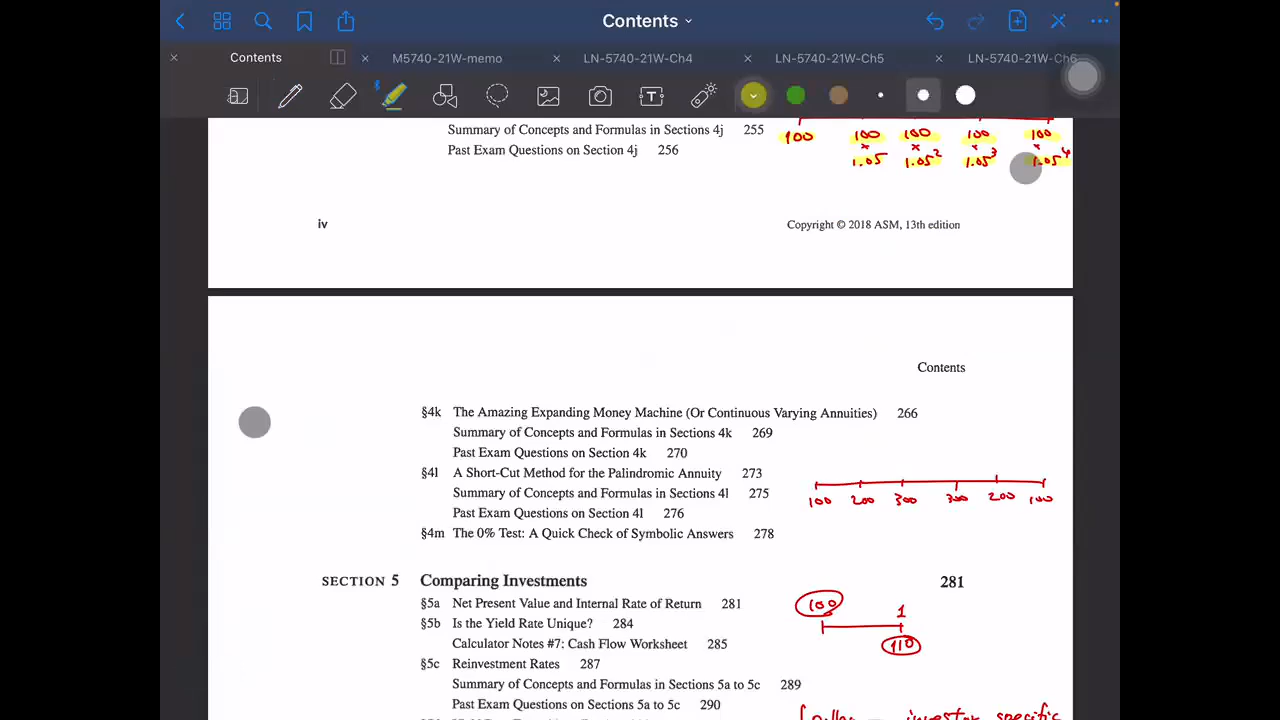 Contents
Contents
M5740-21W-memo
LN-5740-21W-Ch4
LN-5740-21W-Ch5
LN-5740-21W-Ch6
Summary of Concepts and Formulas in Sections 4j 255
Past Exam Questions on Section 4j 256
100 100 100 100 100
× × × ×
1.05 1.05² 1.05³ 1.05⁴
iv
Copyright © 2018 ASM, 13th edition
Contents
§4k The Amazing Expanding Money Machine (Or Continuous Varying Annuities) 266
Summary of Concepts and Formulas in Sections 4k 269
Past Exam Questions on Section 4k 270
§4l A Short-Cut Method for the Palindromic Annuity 273
Summary of Concepts and Formulas in Sections 4l 275
100 200 300 300 200 100
Past Exam Questions on Section 4l 276
§4m The 0% Test: A Quick Check of Symbolic Answers 278
SECTION 5 Comparing Investments 281
§5a Net Present Value and Internal Rate of Return 281
100 1
§5b Is the Yield Rate Unique? 284
Calculator Notes #7: Cash Flow Worksheet 285
110
§5c Reinvestment Rates 287
Summary of Concepts and Formulas in Sections 5a to 5c 289
Past Exam Questions on Sections 5a to 5c 290
investor specific